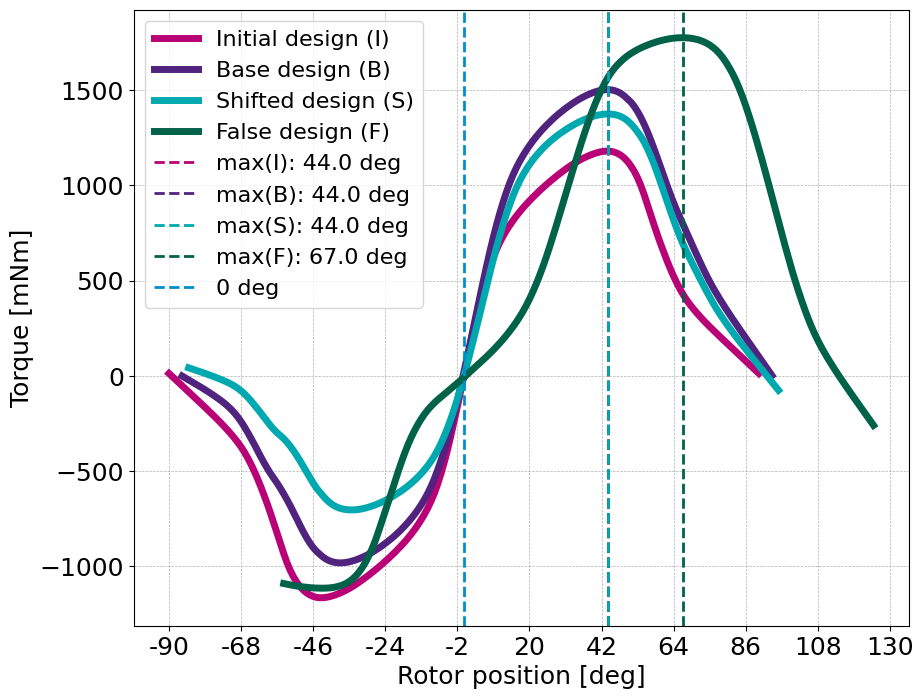 Initial design (I)
Base design (B)
Shifted design (S)
False design (F)
max(I): 44.0 deg
max(B): 44.0 deg
max(S): 44.0 deg
max(F): 67.0 deg
0 deg
Torque [mNm]
1500
1000
500
0
−500
−1000
-90 -68 -46 -24 -2 20 42 64 86 108 130
Rotor position [deg]